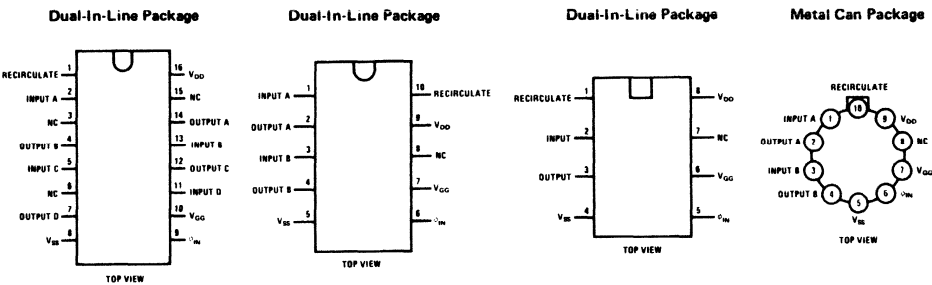 Dual-In-Line Package
1 RECIRCULATE
2 INPUT A
3 NC
4 OUTPUT B
5 INPUT C
6 NC
7 OUTPUT D
8 VSS
16 VDD
15 NC
14 OUTPUT A
13 INPUT B
12 OUTPUT C
11 INPUT D
10 VGG
9 ϕIN
TOP VIEW
Dual-In-Line Package
1 INPUT A
2 OUTPUT A
3 INPUT B
4 OUTPUT B
5 VSS
10 RECIRCULATE
9 VDD
8 NC
7 VGG
6 ϕIN
TOP VIEW
Dual-In-Line Package
1 RECIRCULATE
2 INPUT
3 OUTPUT
4 VSS
8 VDD
7 NC
6 VGG
5 ϕIN
TOP VIEW
Metal Can Package
RECIRCULATE
10
INPUT A 1
OUTPUT A 2
INPUT B 3
OUTPUT B 4
5
VSS
9 VDD
8 NC
7 VGG
6 ϕIN
TOP VIEW